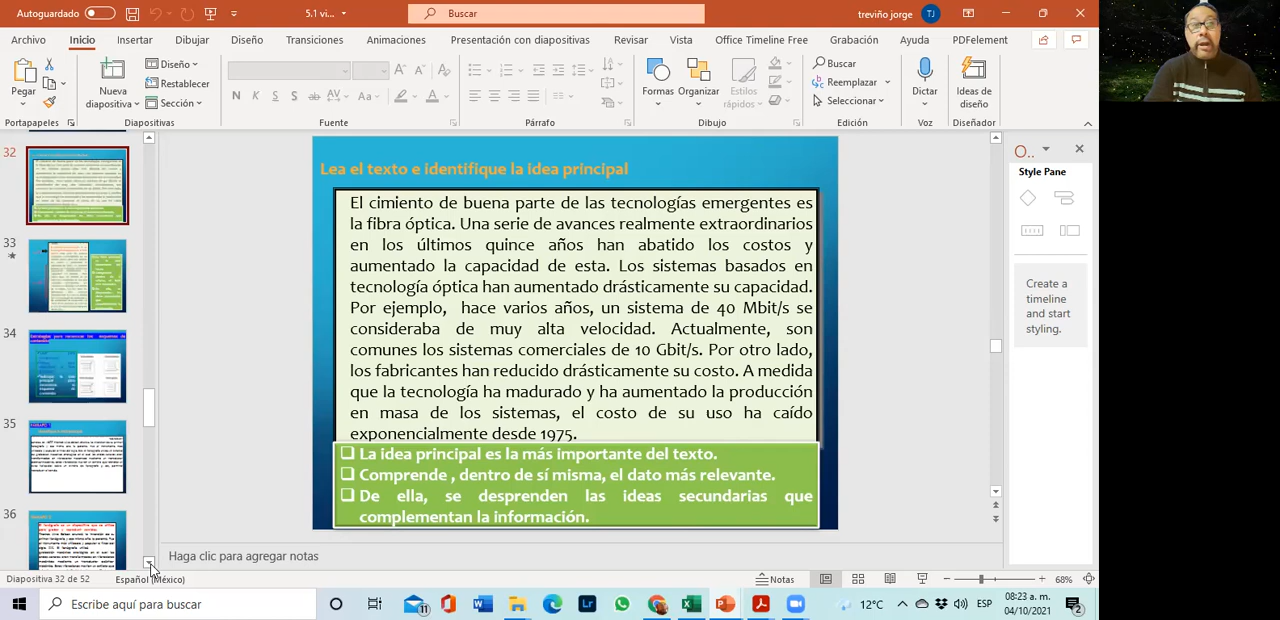 Autoguardado
5.1 vi...
Buscar
treviño jorge
TJ
Archivo
Inicio
Insertar
Dibujar
Diseño
Transiciones
Animaciones
Presentación con diapositivas
Revisar
Vista
Office Timeline Free
Grabación
Ayuda
PDFelement
Pegar
Nueva
diapositiva
Diseño
Restablecer
Sección
Formas
Organizar
Estilos
rápidos
Buscar
Reemplazar
Seleccionar
Dictar
Ideas de
diseño
Portapapeles
Diapositivas
Fuente
Párrafo
Dibujo
Edición
Voz
Diseñador
32
33
34
35
36
Lea el texto e identifique la idea principal
El cimiento de buena parte de las tecnologías emergentes es
la fibra óptica. Una serie de avances realmente extraordinarios
en los últimos quince años han abatido los costos y
aumentado la capacidad de esta. Los sistemas basados en
tecnología óptica han aumentado drásticamente su capacidad.
Por ejemplo, hace varios años, un sistema de 40 Mbit/s se
consideraba de muy alta velocidad. Actualmente, son
comunes los sistemas comerciales de 10 Gbit/s. Por otro lado,
los fabricantes han reducido drásticamente su costo. A medida
que la tecnología ha madurado y ha aumentado la producción
en masa de los sistemas, el costo de su uso ha caído
exponencialmente desde 1975.
La idea principal es la más importante del texto.
Comprende , dentro de sí misma, el dato más relevante.
De ella, se desprenden las ideas secundarias que
complementan la información.
O...
Style Pane
Create a
timeline and
start
styling.
Haga clic para agregar notas
Diapositiva 32 de 52
Español (México)
Notas
68%
Escribe aquí para buscar
11
12°C
ESP
08:23 a. m.
04/10/2021
2